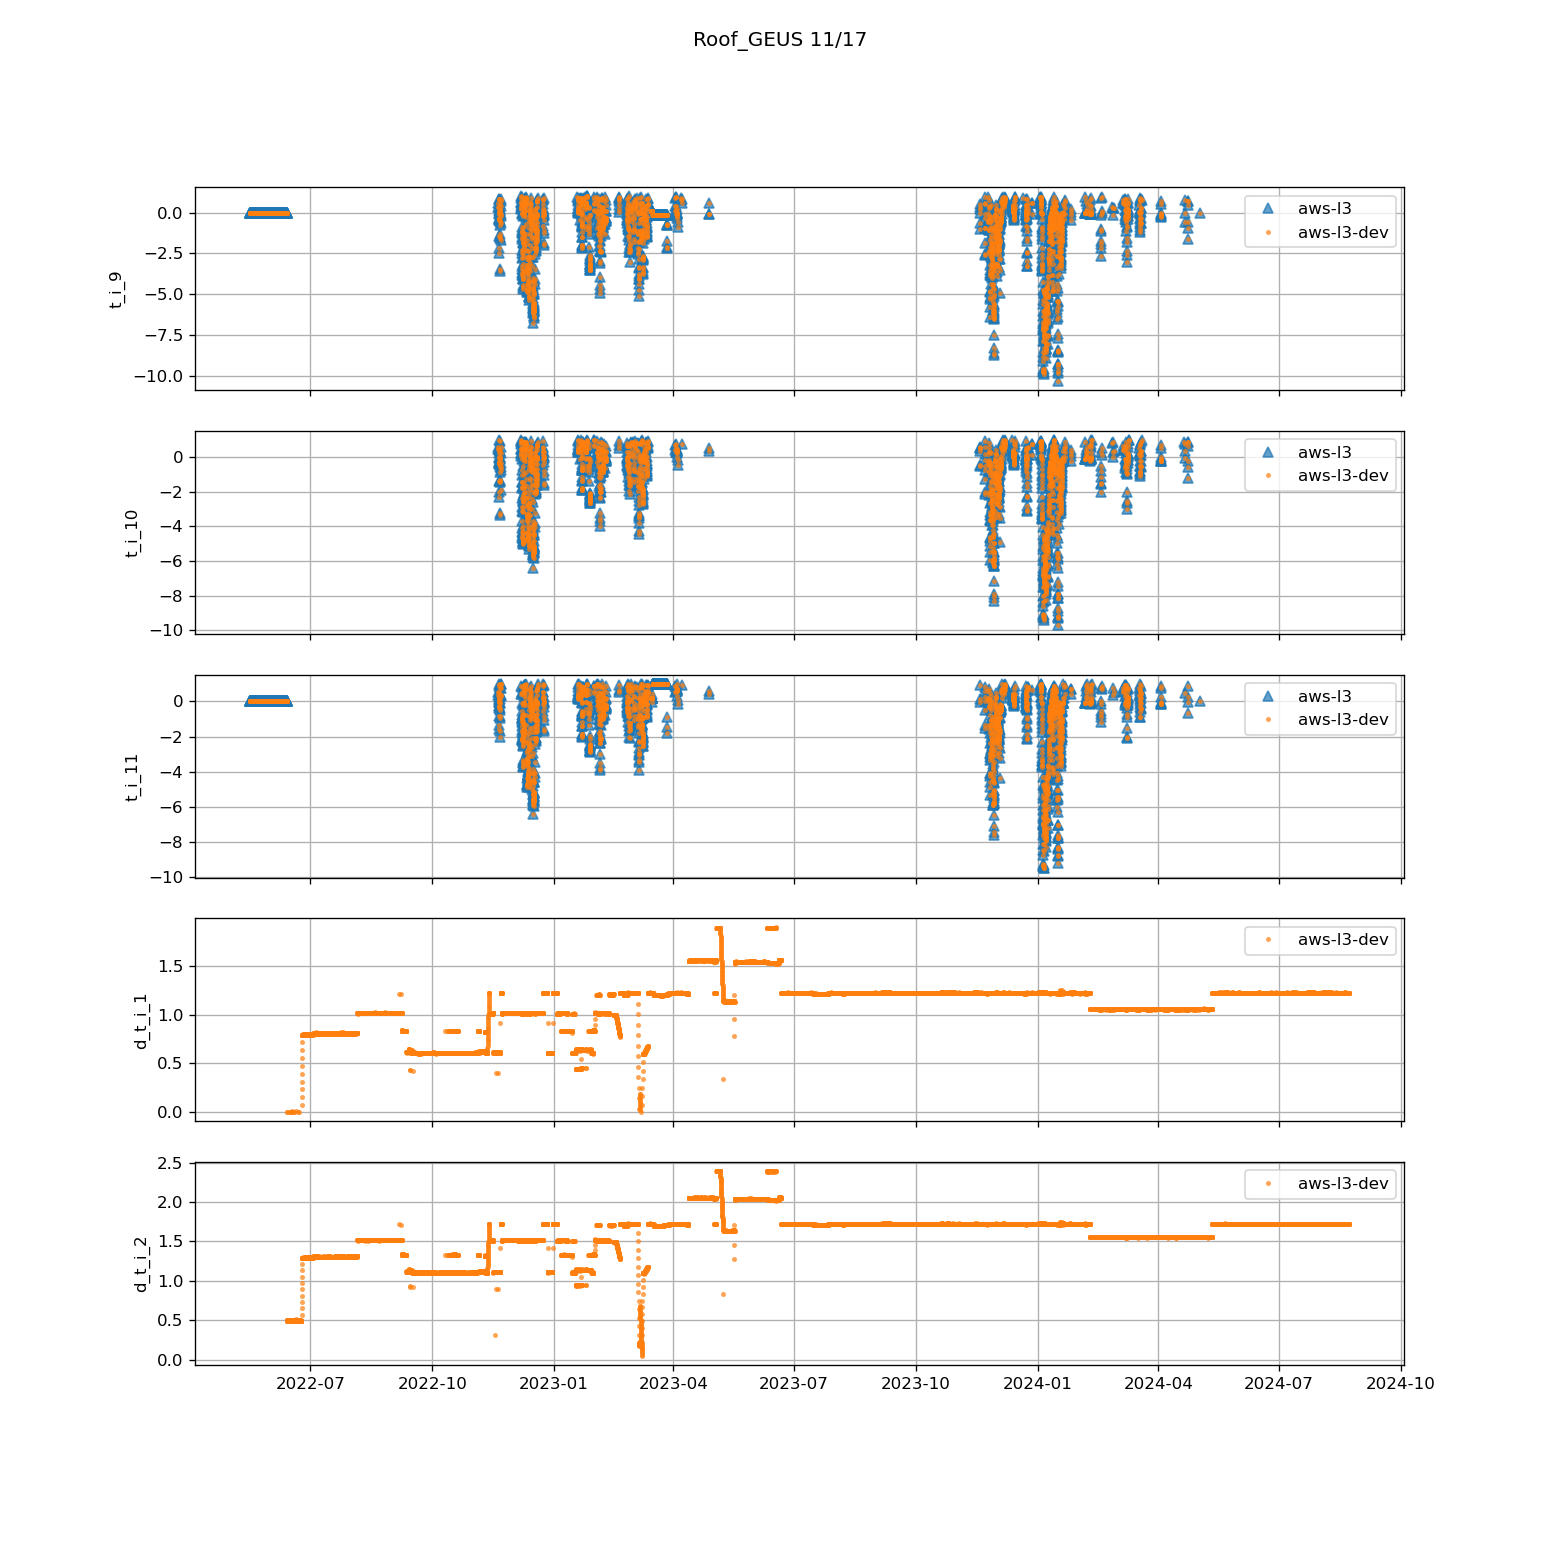 Roof_GEUS 11/17
t_i_9
0.0
−2.5
−5.0
−7.5
−10.0
aws-l3
aws-l3-dev
t_i_10
0
−2
−4
−6
−8
−10
aws-l3
aws-l3-dev
t_i_11
0
−2
−4
−6
−8
−10
aws-l3
aws-l3-dev
d_t_i_1
1.5
1.0
0.5
0.0
aws-l3-dev
d_t_i_2
2.5
2.0
1.5
1.0
0.5
0.0
aws-l3-dev
2022-07 2022-10 2023-01 2023-04 2023-07 2023-10 2024-01 2024-04 2024-07 2024-10